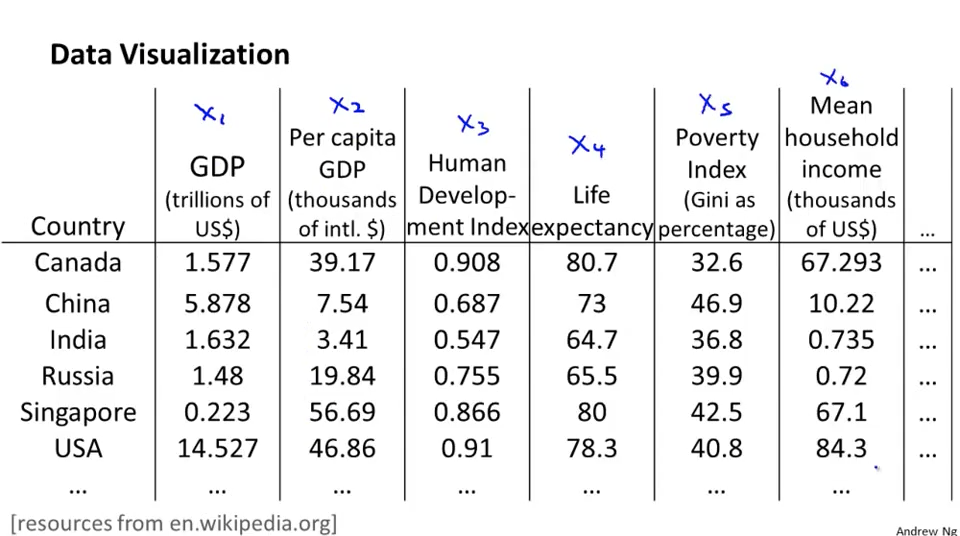 Data Visualization
x1 x2 x3 x4 x5 x6
Country | GDP (trillions of US$) | Per capita GDP (thousands of intl. $) | Human Develop-ment Index | Life expectancy | Poverty Index (Gini as percentage) | Mean household income (thousands of US$) | ...
Canada 1.577 39.17 0.908 80.7 32.6 67.293 ...
China 5.878 7.54 0.687 73 46.9 10.22 ...
India 1.632 3.41 0.547 64.7 36.8 0.735 ...
Russia 1.48 19.84 0.755 65.5 39.9 0.72 ...
Singapore 0.223 56.69 0.866 80 42.5 67.1 ...
USA 14.527 46.86 0.91 78.3 40.8 84.3 ...
... ... ... ... ... ... ...
[resources from en.wikipedia.org]
Andrew Ng